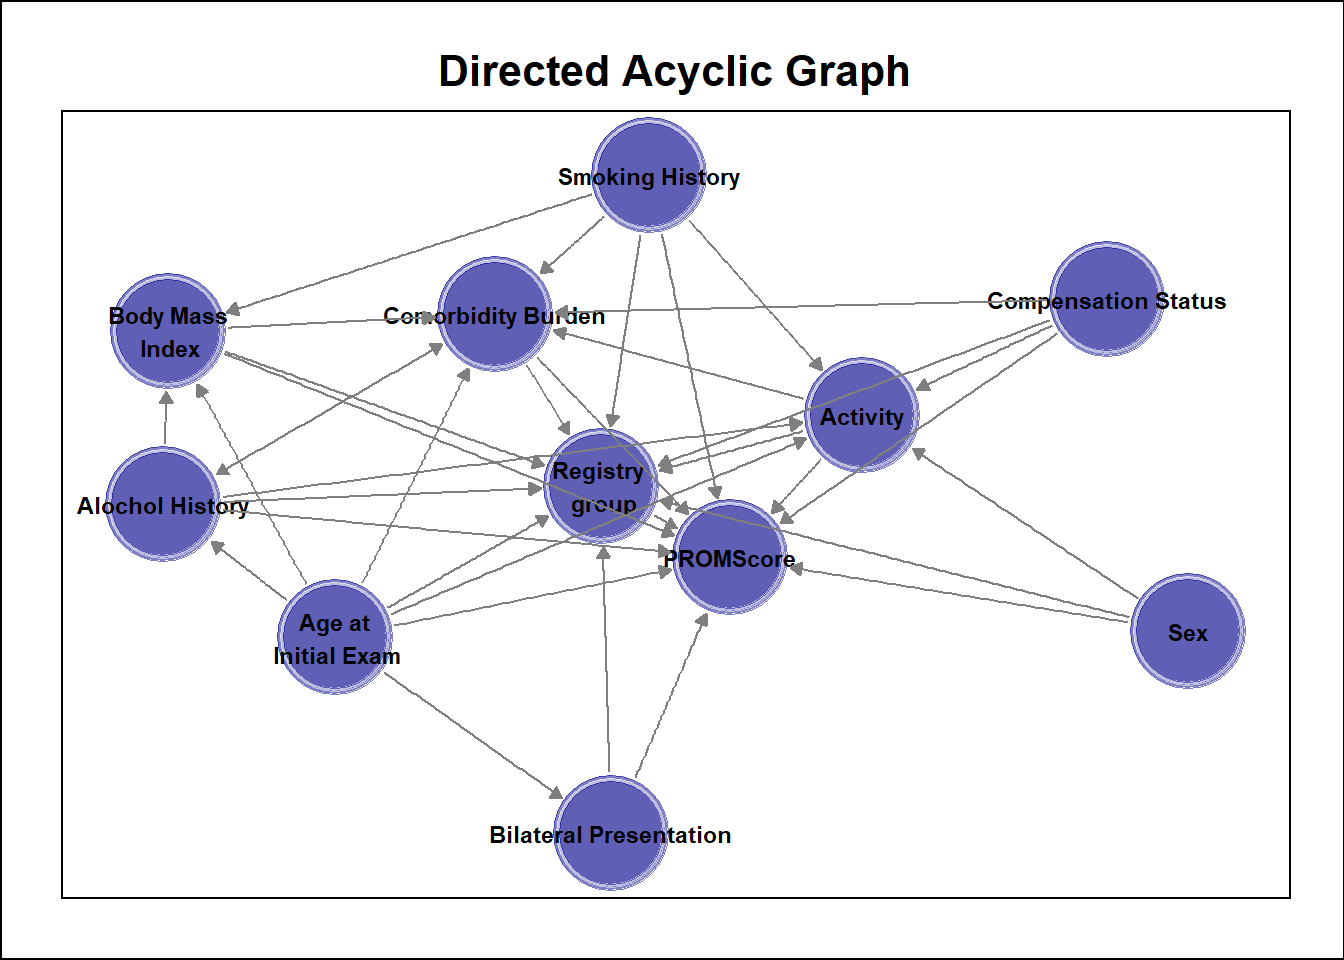 Directed Acyclic Graph
Smoking History
Compensation Status
Body Mass
Index
Comorbidity Burden
Activity
Registry
group
Alochol History
PROMScore
Age at
Initial Exam
Sex
Bilateral Presentation